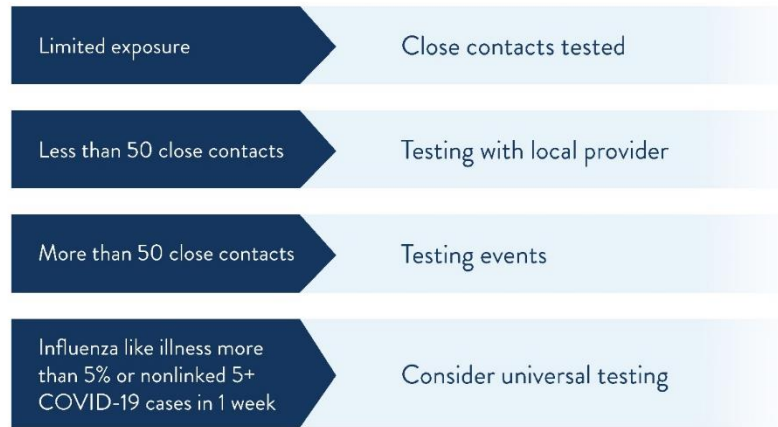 Limited exposure
Close contacts tested
Less than 50 close contacts
Testing with local provider
More than 50 close contacts
Testing events
Influenza like illness more
than 5% or nonlinked 5+
COVID-19 cases in 1 week
Consider universal testing